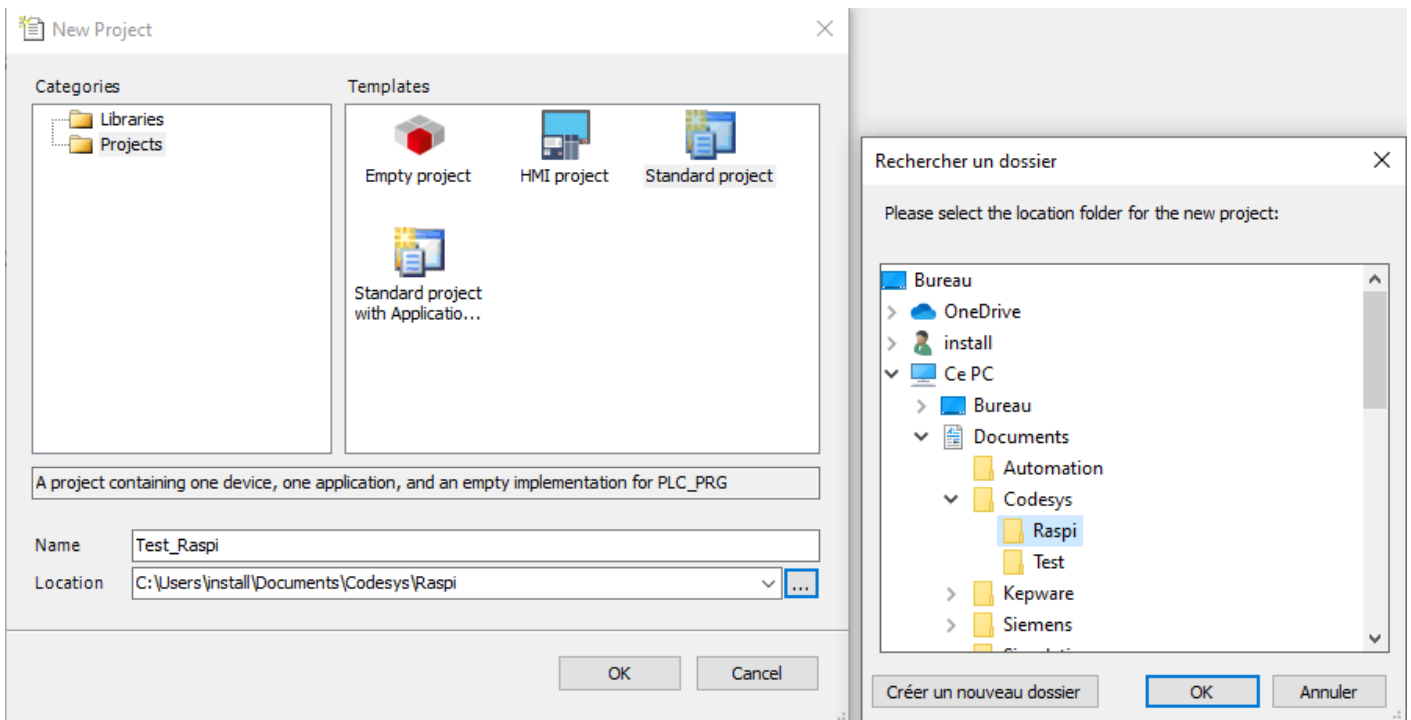 New Project
Categories
Templates
Libraries
Projects
Empty project
HMI project
Standard project
Standard project
with Applicatio...
A project containing one device, one application, and an empty implementation for PLC_PRG
Name
Test_Raspi
Location
C:\Users\install\Documents\Codesys\Raspi
...
OK
Cancel
Rechercher un dossier
Please select the location folder for the new project:
Bureau
OneDrive
install
Ce PC
Bureau
Documents
Automation
Codesys
Raspi
Test
Kepware
Siemens
Créer un nouveau dossier
OK
Annuler